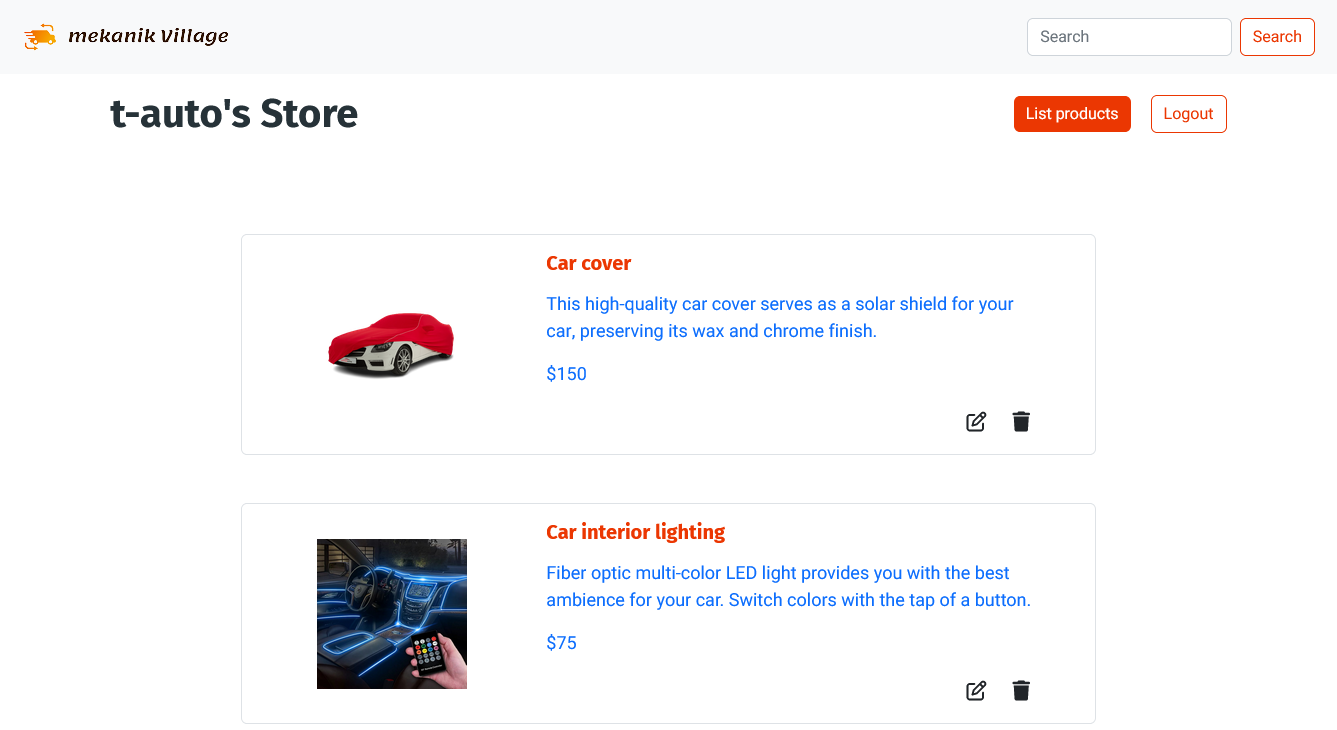 mekanik Village
Search
Search
t-auto's Store
List products
Logout
Car cover
This high-quality car cover serves as a solar shield for your
car, preserving its wax and chrome finish.
$150
Car interior lighting
Fiber optic multi-color LED light provides you with the best
ambience for your car. Switch colors with the tap of a button.
$75